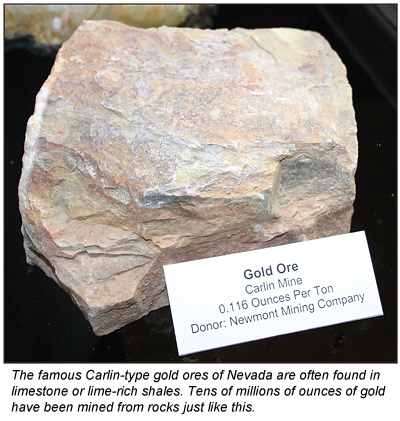 Gold Ore
Carlin Mine
0.116 Ounces Per Ton
Donor: Newmont Mining Company
The famous Carlin-type gold ores of Nevada are often found in
limestone or lime-rich shales. Tens of millions of ounces of gold
have been mined from rocks just like this.